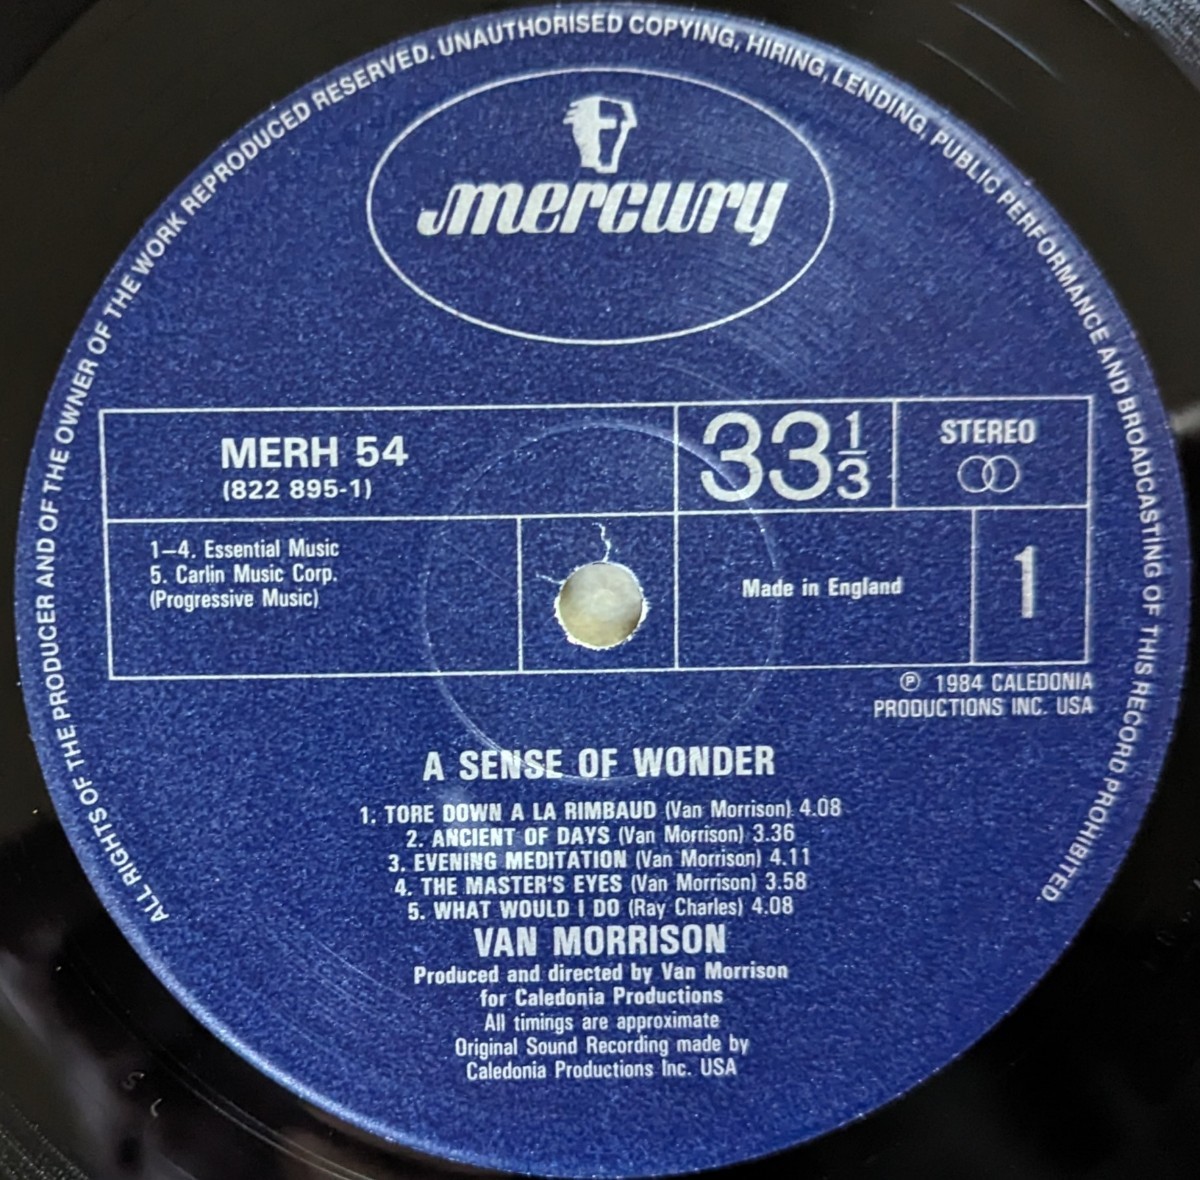 ALL RIGHTS OF THE PRODUCER AND OF THE OWNER OF THE WORK REPRODUCED RESERVED. UNAUTHORISED COPYING, HIRING, LENDING, PUBLIC PERFORMANCE AND BROADCASTING OF THIS RECORD PROHIBITED.
mercury
MERH 54
(822 895-1)
33 1/3
STEREO
1–4. Essential Music
5. Carlin Music Corp.
(Progressive Music)
Made in England
1
℗ 1984 CALEDONIA
PRODUCTIONS INC. USA
A SENSE OF WONDER
1. TORE DOWN A LA RIMBAUD (Van Morrison) 4.08
2. ANCIENT OF DAYS (Van Morrison) 3.36
3. EVENING MEDITATION (Van Morrison) 4.11
4. THE MASTER'S EYES (Van Morrison) 3.58
5. WHAT WOULD I DO (Ray Charles) 4.08
VAN MORRISON
Produced and directed by Van Morrison
for Caledonia Productions
All timings are approximate
Original Sound Recording made by
Caledonia Productions Inc. USA